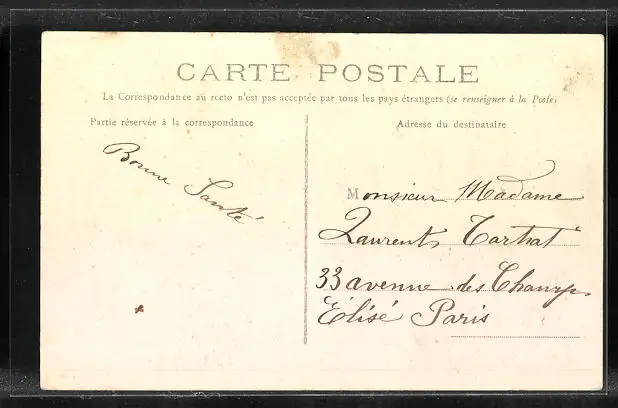 CARTE POSTALE
La Correspondance au recto n'est pas acceptée par tous les pays étrangers (se renseigner à la Poste)
Partie réservée à la correspondance
Bonne Santé
Adresse du destinataire
Monsieur Madame
Laurent Tarhat
33 avenue des Champs
Élisé Paris